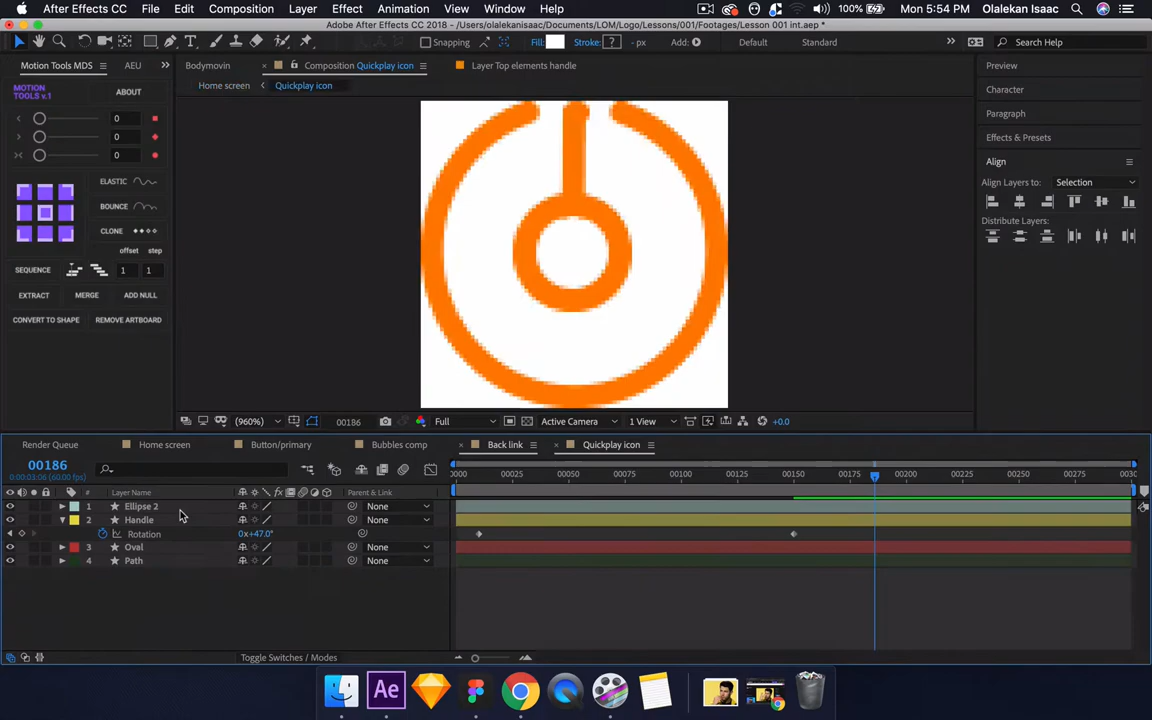 After Effects CC File Edit Composition Layer Effect Animation View Window Help 100% Mon 5:54 PM Olalekan Isaac
Adobe After Effects CC 2018 - /Users/olalekanisaac/Documents/LOM/Logo/Lessons/001/Footages/Lesson 001 int.aep *
Snapping Fill: Stroke: ? - px Add: Default Standard Search Help
Motion Tools MDS AEU Bodymovin Composition Quickplay icon Layer Top elements handle Preview
Home screen Quickplay icon
MOTION TOOLS v.1 ABOUT Character
0 Paragraph
0 Effects & Presets
0 Align
ELASTIC Align Layers to: Selection
BOUNCE
CLONE Distribute Layers:
offset step
SEQUENCE 1 1
EXTRACT MERGE ADD NULL
CONVERT TO SHAPE REMOVE ARTBOARD
(960%) 00186 Full Active Camera 1 View +0.0
Render Queue Home screen Button/primary Bubbles comp Back link Quickplay icon
00186
0:00:03:06 (60.00 fps)
0000 00025 00050 00075 00100 00125 00150 00175 00200 00225 00250 00275 0030
# Layer Name fx Parent & Link
1 Ellipse 2 None
2 Handle None
Rotation 0x+47.0°
3 Oval None
4 Path None
Toggle Switches / Modes
Ae